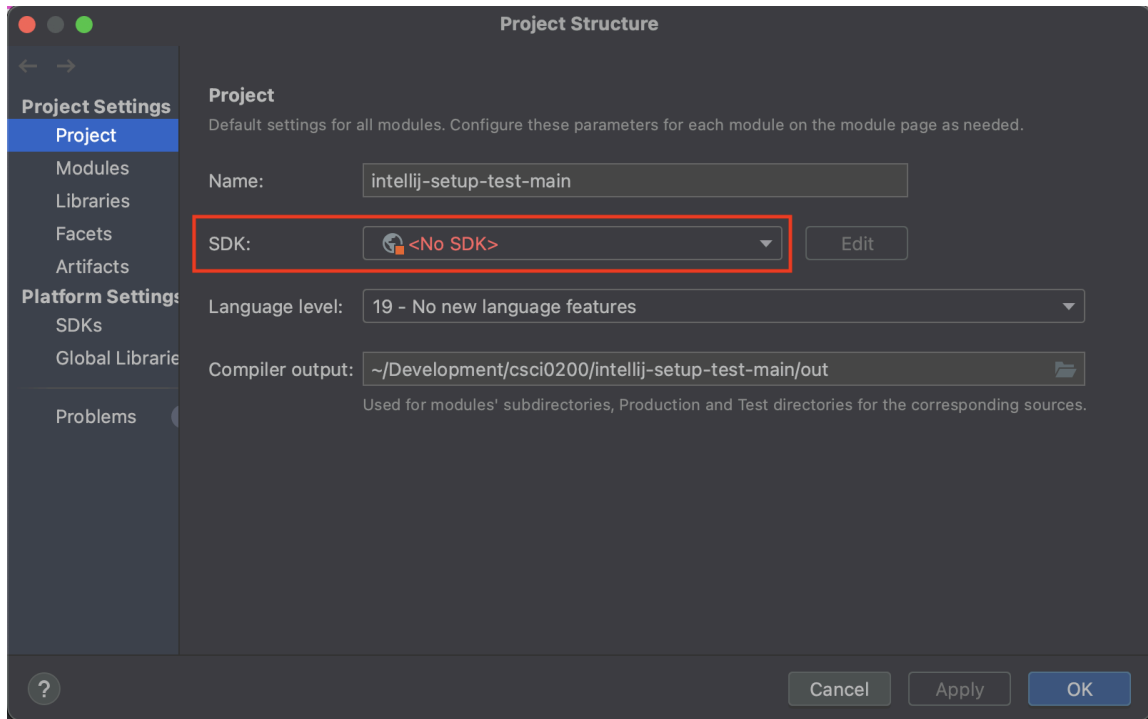 Project Structure
Project Settings
Project
Modules
Libraries
Facets
Artifacts
Platform Settings
SDKs
Global Librarie
Problems
Project
Default settings for all modules. Configure these parameters for each module on the module page as needed.
Name: intellij-setup-test-main
SDK: <No SDK> Edit
Language level: 19 - No new language features
Compiler output: ~/Development/csci0200/intellij-setup-test-main/out
Used for modules' subdirectories, Production and Test directories for the corresponding sources.
? Cancel Apply OK